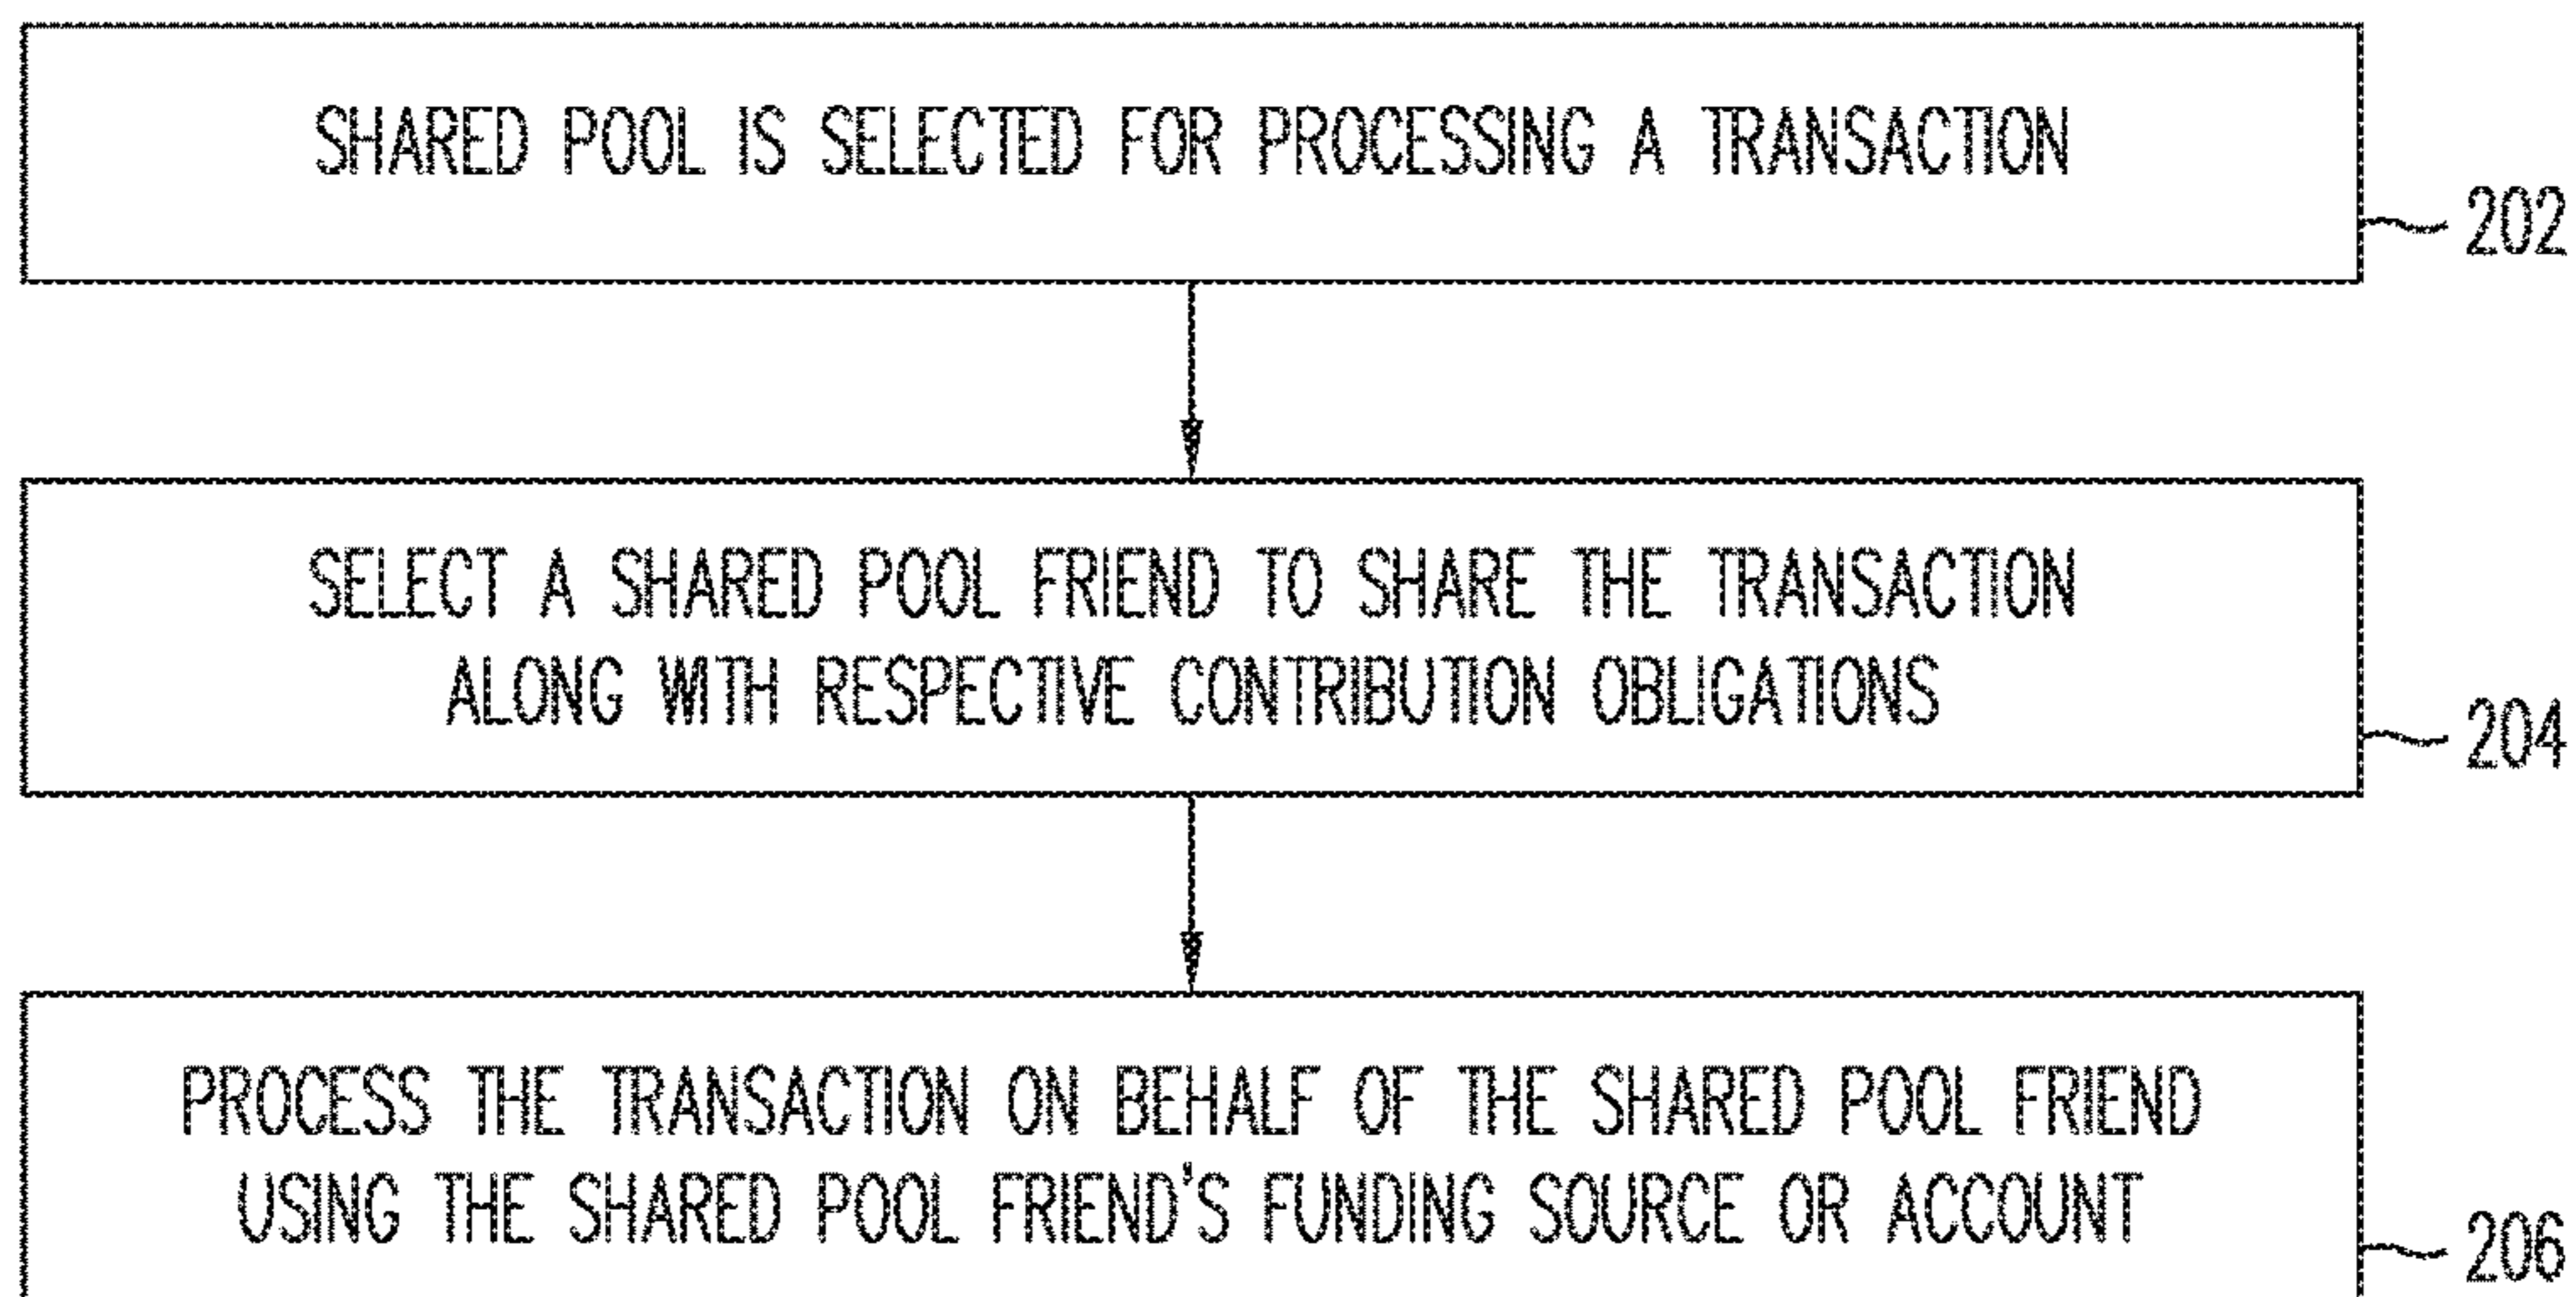 SHARED POOL IS SELECTED FOR PROCESSING A TRANSACTION
202
SELECT A SHARED POOL FRIEND TO SHARE THE TRANSACTION
ALONG WITH RESPECTIVE CONTRIBUTION OBLIGATIONS
204
PROCESS THE TRANSACTION ON BEHALF OF THE SHARED POOL FRIEND
USING THE SHARED POOL FRIEND'S FUNDING SOURCE OR ACCOUNT
206